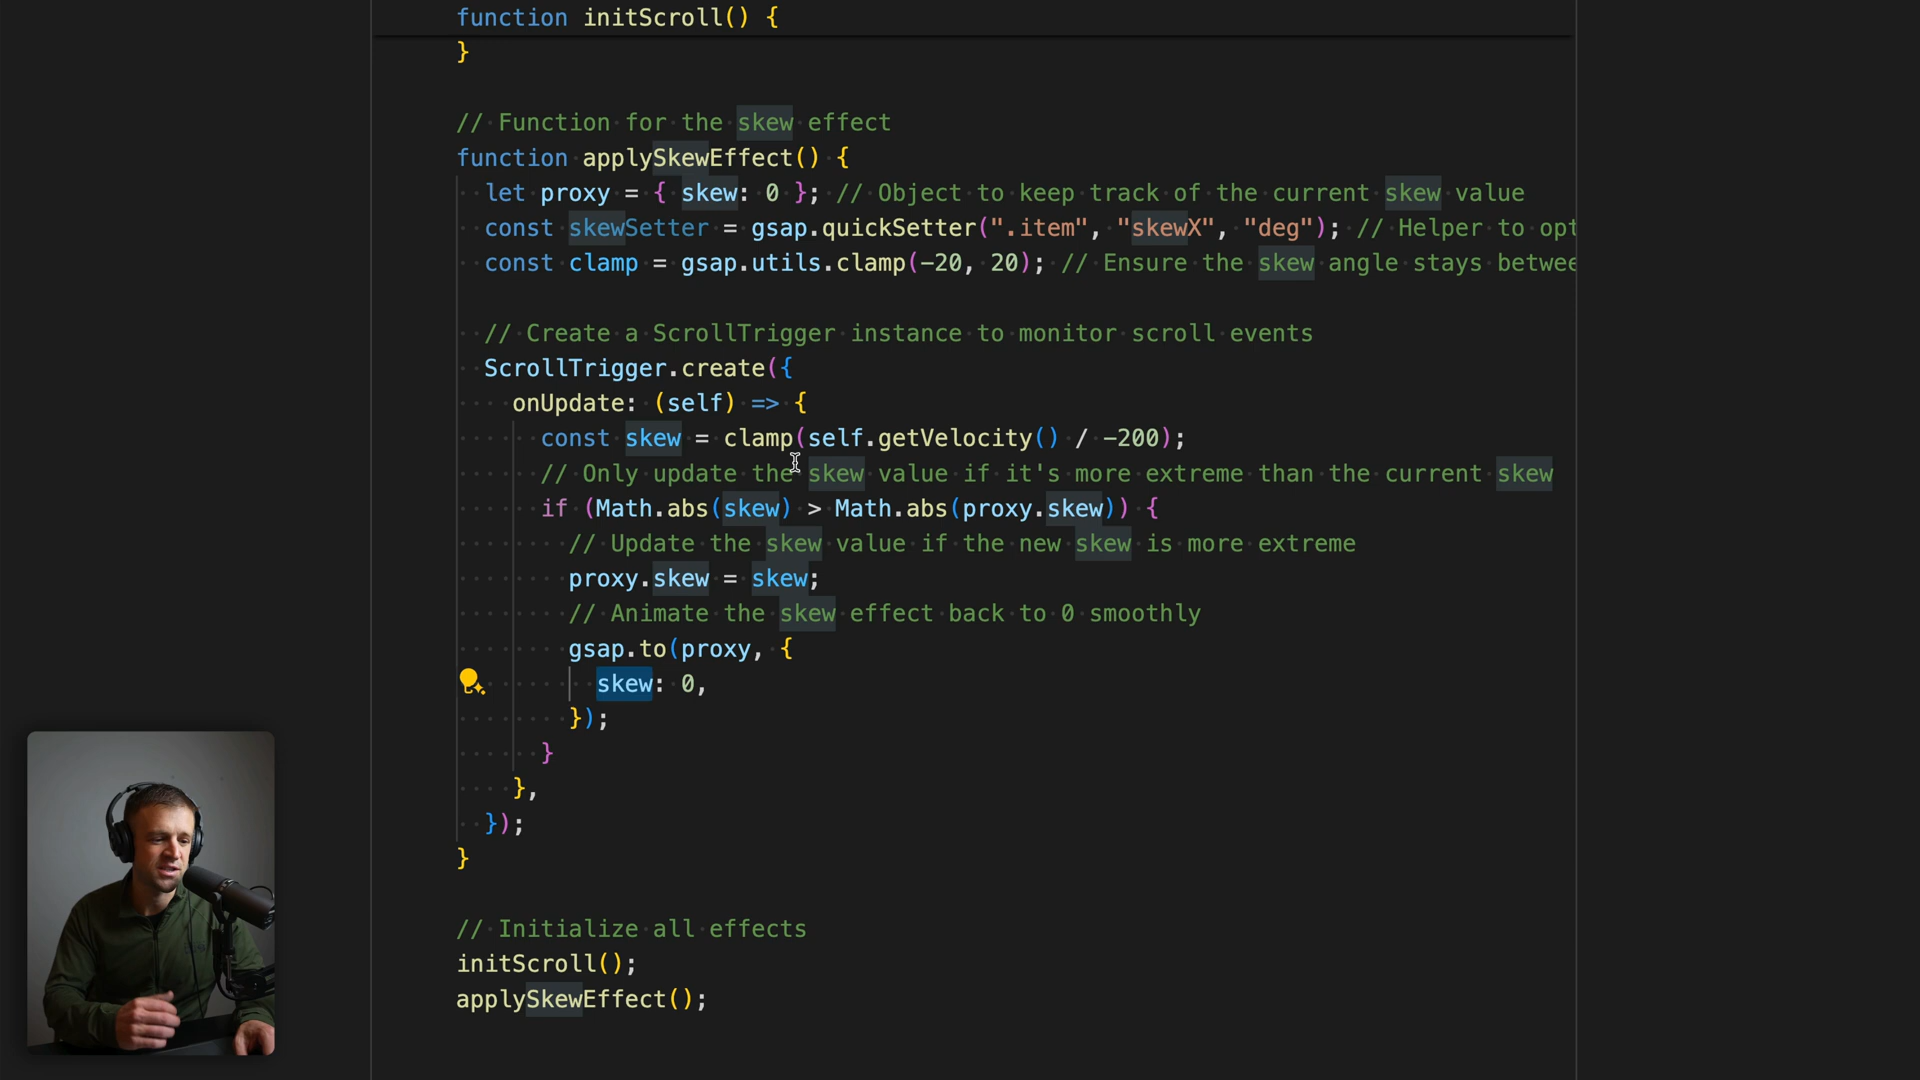 function initScroll() {
}
// Function for the skew effect
function applySkewEffect() {
let proxy = { skew: 0 }; // Object to keep track of the current skew value
const skewSetter = gsap.quickSetter(".item", "skewX", "deg"); // Helper to opt
const clamp = gsap.utils.clamp(-20, 20); // Ensure the skew angle stays betwee
// Create a ScrollTrigger instance to monitor scroll events
ScrollTrigger.create({
onUpdate: (self) => {
const skew = clamp(self.getVelocity() / -200);
// Only update the skew value if it's more extreme than the current skew
if (Math.abs(skew) > Math.abs(proxy.skew)) {
// Update the skew value if the new skew is more extreme
proxy.skew = skew;
// Animate the skew effect back to 0 smoothly
gsap.to(proxy, {
skew: 0,
});
}
},
});
}
// Initialize all effects
initScroll();
applySkewEffect();